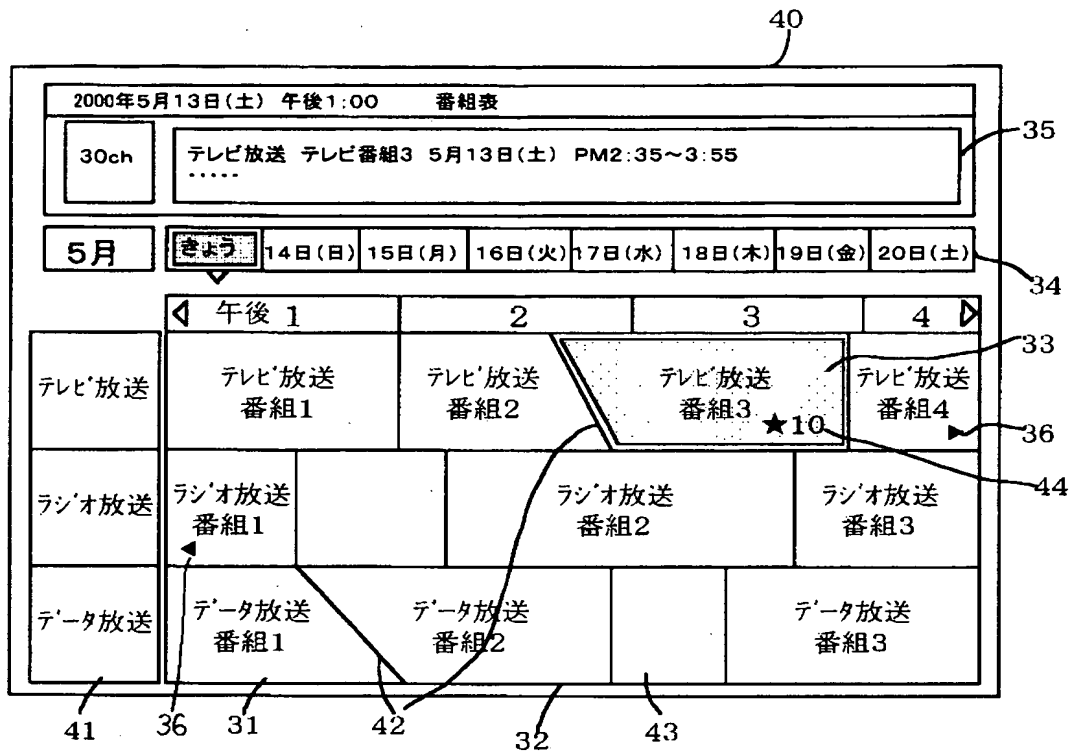 40
2000年5月13日(土) 午後1:00 番組表
35
30ch
テレビ放送 テレビ番組3 5月13日(土) PM2:35~3:55
・・・・・
5月 きょう 14日(日) 15日(月) 16日(火) 17日(水) 18日(木) 19日(金) 20日(土)
34
午後 1 2 3 4
33
テレビ放送
テレビ放送
番組1
テレビ放送
番組2
テレビ放送
番組3
★10
テレビ放送
番組4
36
44
ラジオ放送
ラジオ放送
番組1
ラジオ放送
番組2
ラジオ放送
番組3
データ放送
データ放送
番組1
データ放送
番組2
データ放送
番組3
41 36 31 42 32 43